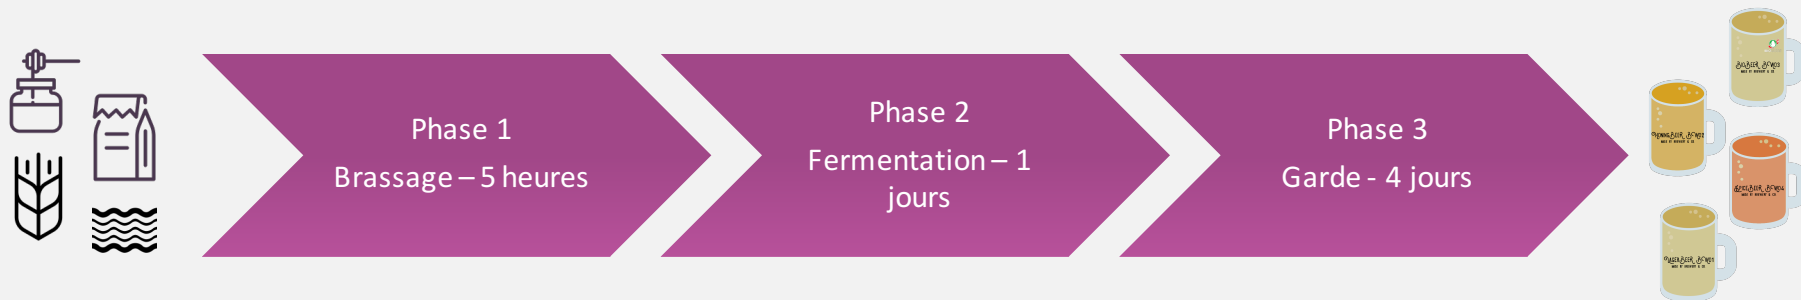 Phase 1
Brassage – 5 heures
Phase 2
Fermentation – 1
jours
Phase 3
Garde - 4 jours